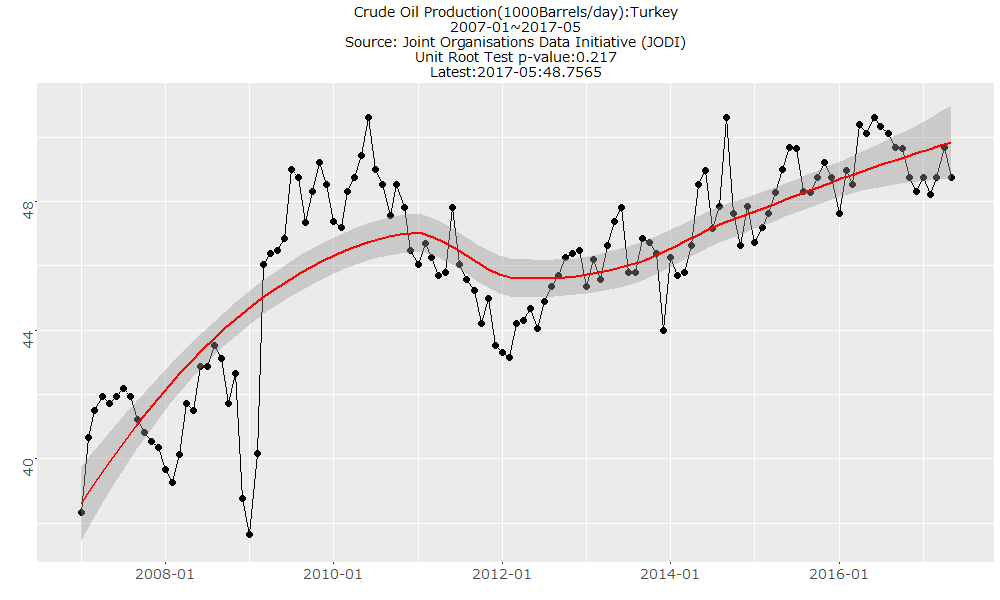 Crude Oil Production(1000Barrels/day):Turkey
2007-01~2017-05
Source: Joint Organisations Data Initiative (JODI)
Unit Root Test p-value:0.217
Latest:2017-05:48.7565
48
44
40
2008-01
2010-01
2012-01
2014-01
2016-01